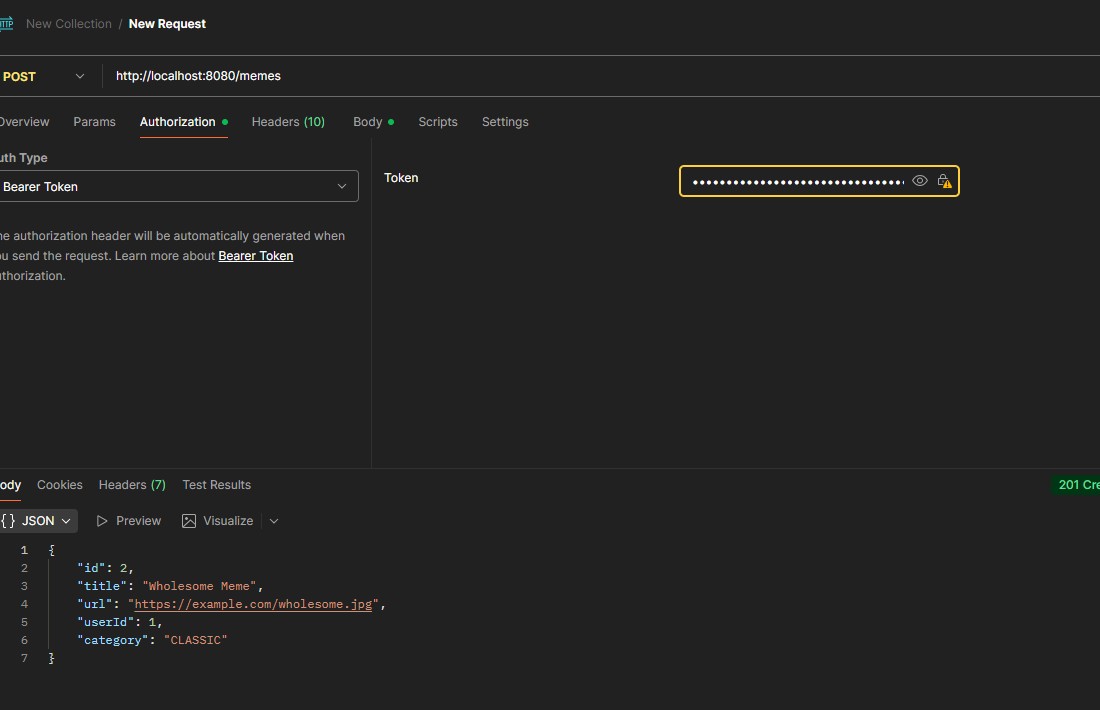 HTTP New Collection / New Request
POST http://localhost:8080/memes
Overview Params Authorization Headers (10) Body Scripts Settings
uth Type
Bearer Token
Token
he authorization header will be automatically generated when
ou send the request. Learn more about Bearer Token
uthorization.
ody Cookies Headers (7) Test Results 201 Cre
{} JSON Preview Visualize
1 {
2 "id": 2,
3 "title": "Wholesome Meme",
4 "url": "https://example.com/wholesome.jpg",
5 "userId": 1,
6 "category": "CLASSIC"
7 }